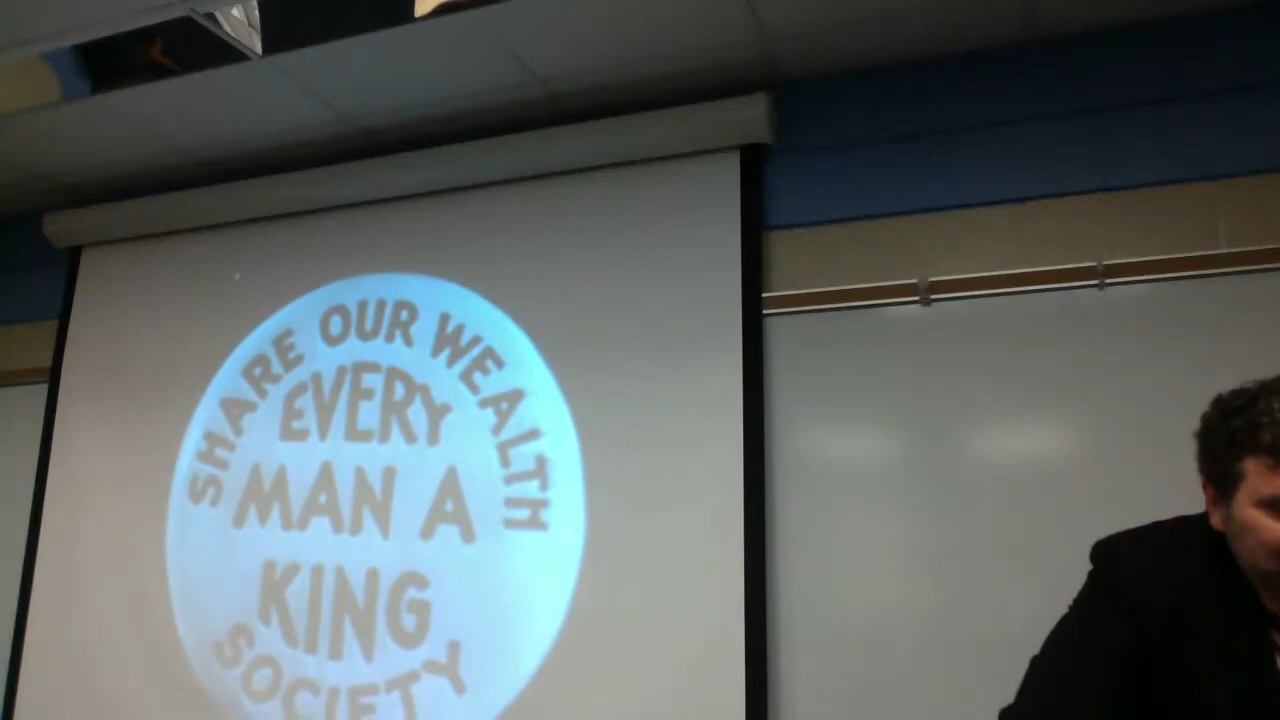 SHARE OUR WEALTH
EVERY
MAN A
KING
SOCIETY